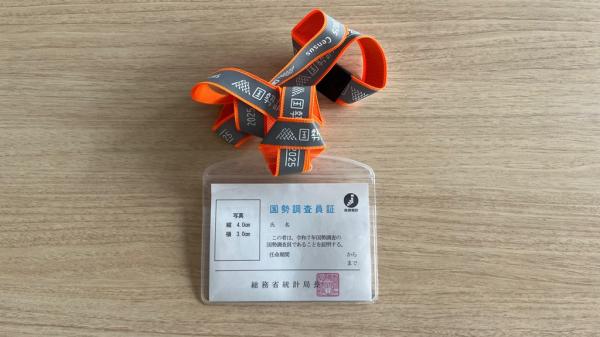 Census
2025
2025
国勢調査員証
写真
縦 4.0cm
横 3.0cm
氏 名
この者は、令和7年国勢調査の
国勢調査員であることを証明する。
任命期間 から
まで
総務省統計局長